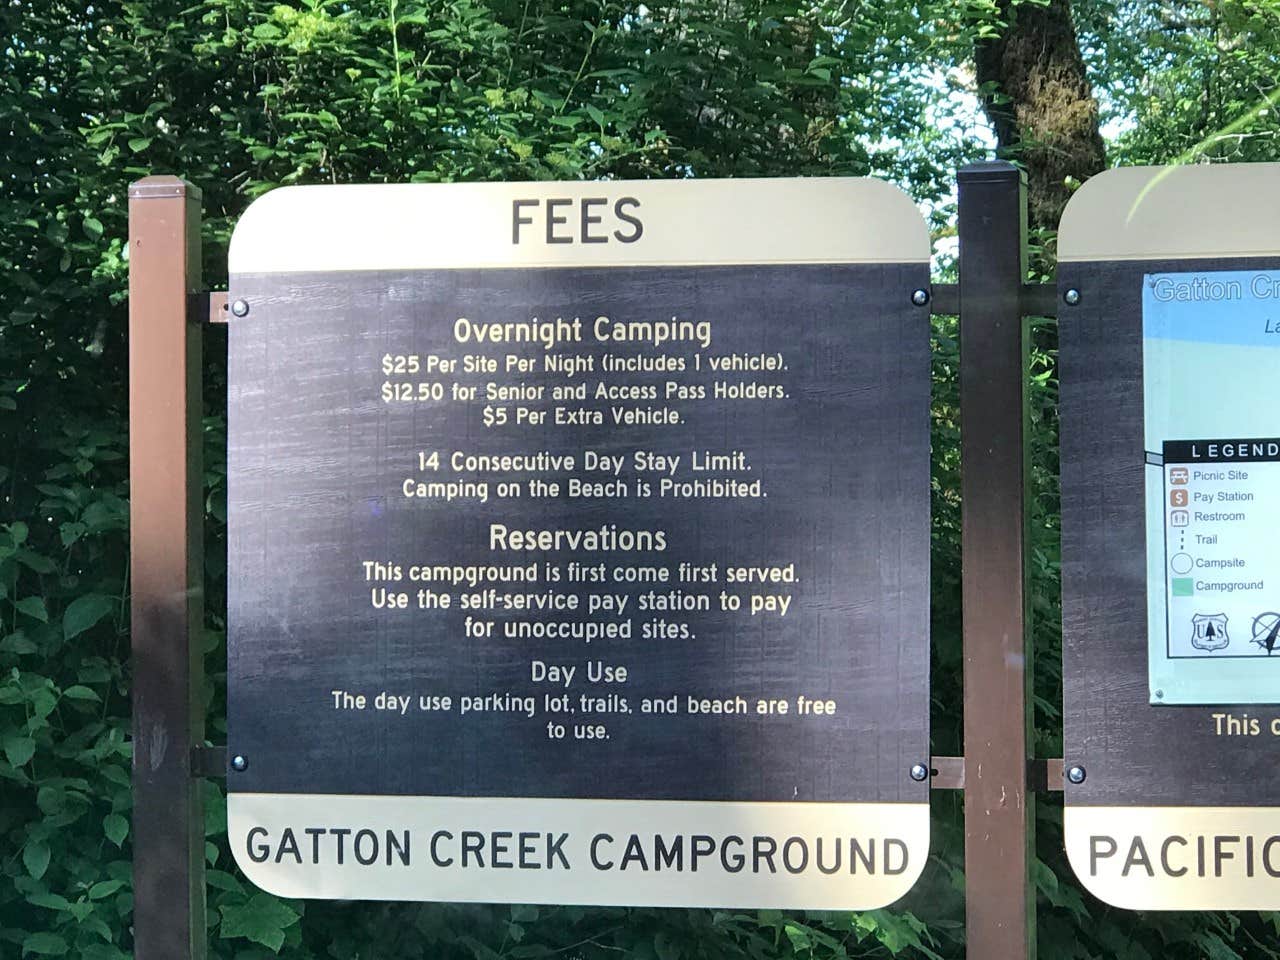 FEES
Overnight Camping
$25 Per Site Per Night (includes 1 vehicle).
$12.50 for Senior and Access Pass Holders.
$5 Per Extra Vehicle.
14 Consecutive Day Stay Limit.
Camping on the Beach is Prohibited.
Reservations
This campground is first come first served.
Use the self-service pay station to pay
for unoccupied sites.
Day Use
The day use parking lot, trails, and beach are free
to use.
GATTON CREEK CAMPGROUND
Gatton
LEGEND
Picnic Site
$ Pay Station
Restroom
Trail
Campsite
Campground
US
This
PACIFIC